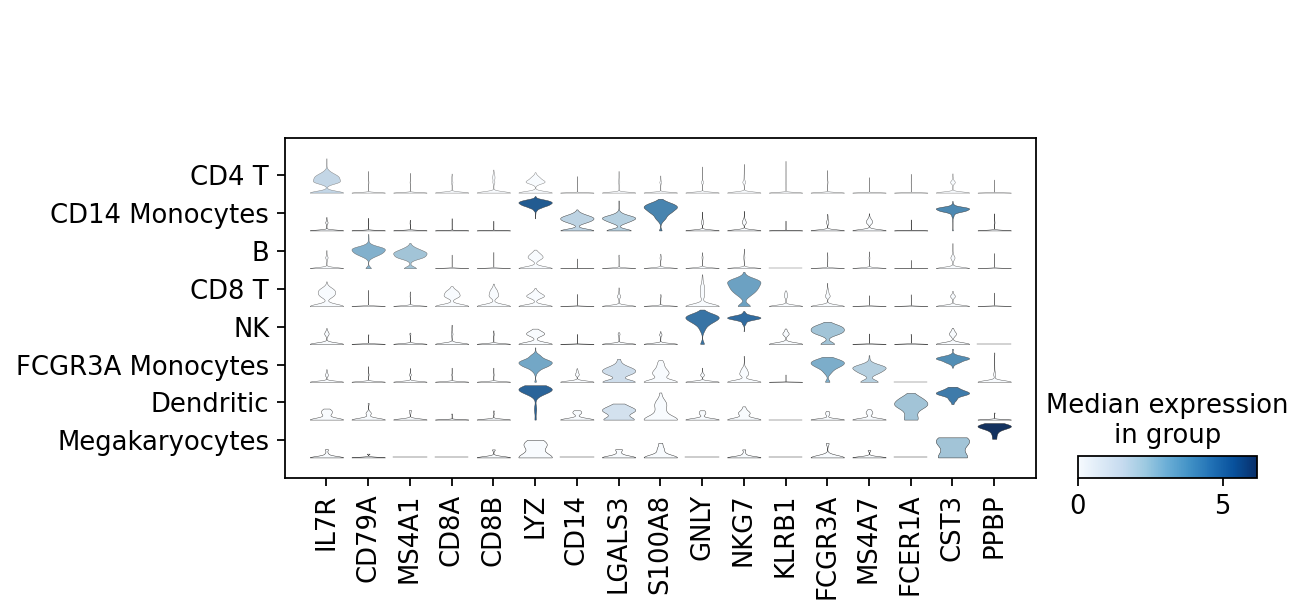 CD4 T
CD14 Monocytes
B
CD8 T
NK
FCGR3A Monocytes
Dendritic
Megakaryocytes
IL7R
CD79A
MS4A1
CD8A
CD8B
LYZ
CD14
LGALS3
S100A8
GNLY
NKG7
KLRB1
FCGR3A
MS4A7
FCER1A
CST3
PPBP
Median expression
in group
0 5